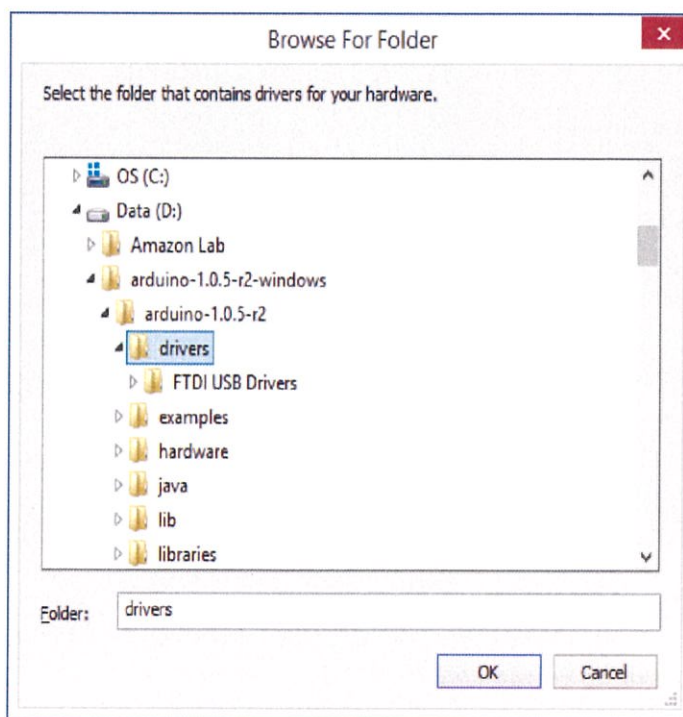 Browse For Folder
Select the folder that contains drivers for your hardware.
OS (C:)
Data (D:)
Amazon Lab
arduino-1.0.5-r2-windows
arduino-1.0.5-r2
drivers
FTDI USB Drivers
examples
hardware
java
lib
libraries
Folder: drivers
OK Cancel